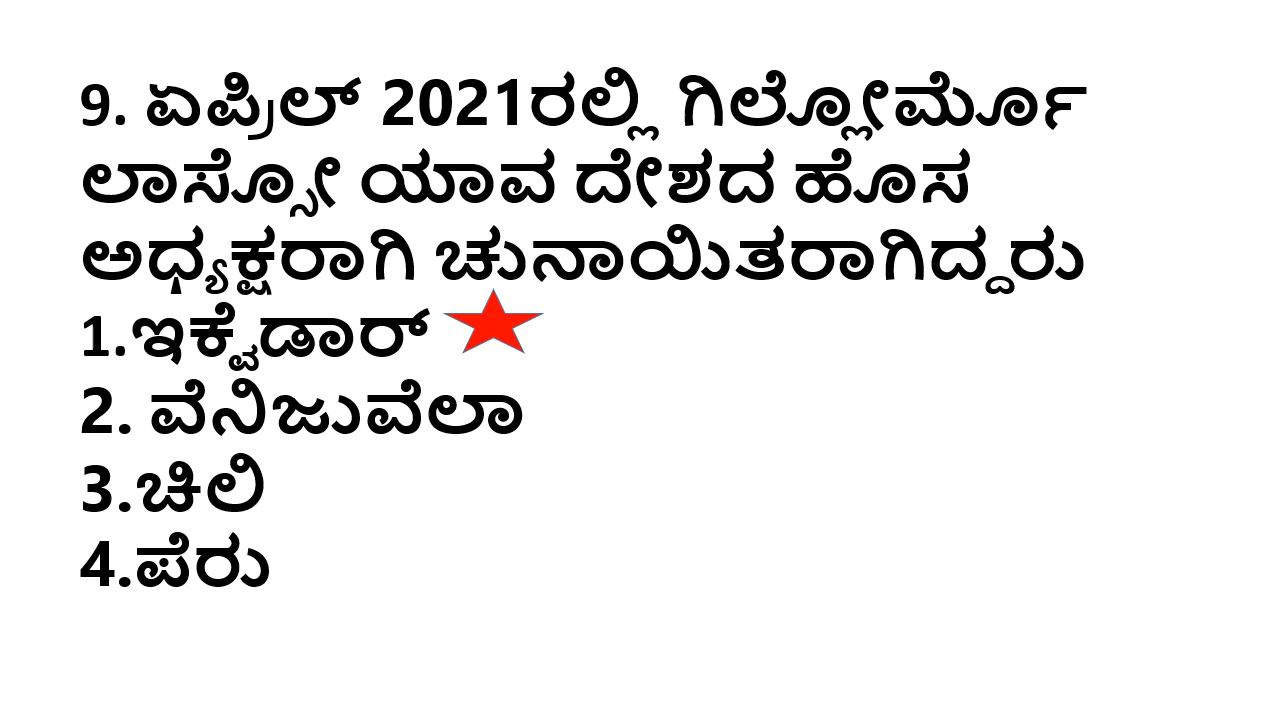 9. ಏಪ್ರಿಲ್ 2021ರಲ್ಲಿ ಗಿಲ್ಲೋರ್ಮೊ
ಲಾಸ್ಸೋ ಯಾವ ದೇಶದ ಹೊಸ
ಅಧ್ಯಕ್ಷರಾಗಿ ಚುನಾಯಿತರಾಗಿದ್ದರು
1.ಇಕ್ವೆಡಾರ್
2. ವೆನಿಜುವೆಲಾ
3.ಚಿಲಿ
4.ಪೆರು